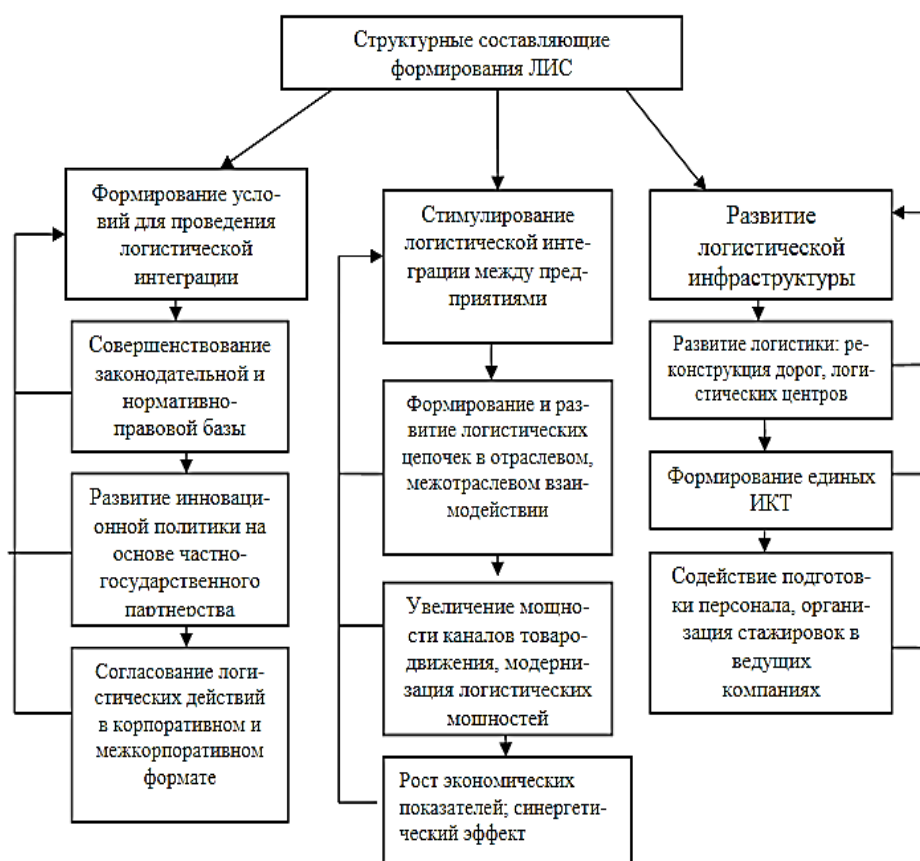 Структурные составляющие
формирования ЛИС
Формирование усло-
вий для проведения
логистической
интеграции
Совершенствование
законодательной и
нормативно-
правовой базы
Развитие инноваци-
онной политики на
основе частно-
государственного
партнерства
Согласование логи-
стических действий
в корпоративном и
межкорпоративном
формате
Стимулирование
логистической инте-
грации между пред-
приятиями
Формирование и раз-
витие логистических
цепочек в отраслевом,
межотраслевом взаи-
модействии
Увеличение мощно-
сти каналов товаро-
движения, модерни-
зация логистических
мощностей
Рост экономических
показателей; синергети-
ческий эффект
Развитие
логистической
инфраструктуры
Развитие логистики: ре-
конструкция дорог, логи-
стических центров
Формирование единых
ИКТ
Содействие подготов-
ки персонала, органи-
зация стажировок в
ведущих
компаниях